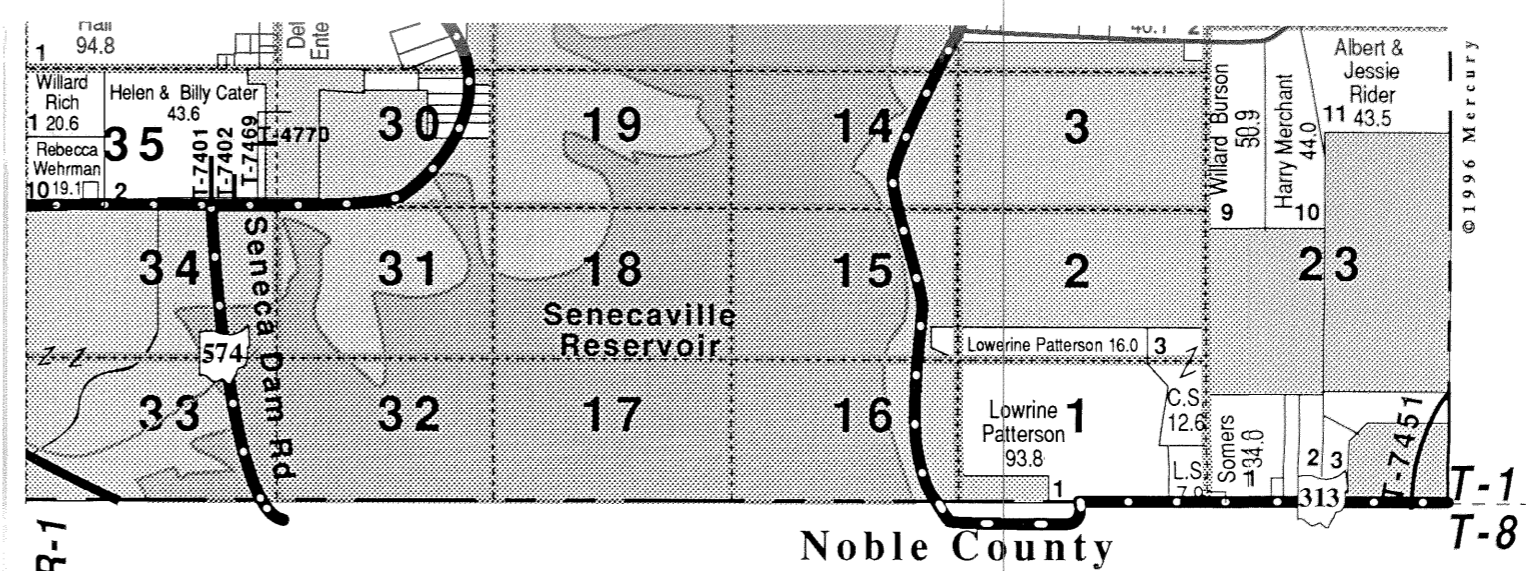 Hall
94.8
1
Del
Ente
40.1 2
Albert &
Jessie
Rider
43.5
11
Willard
Rich
1 20.6
Helen & Billy Cater
43.6
35
T-7401
T-7402
T-7469
T-4770
30
19
14
3
Willard Burson
50.9
9
Harry Merchant
44.0
10
©1996 Mercury
Rebecca
Wehrman
10 19.1
2
34
Seneca Dam Rd
31
18
15
2
23
Senecaville
Reservoir
574
Lowerine Patterson 16.0 3
33
32
17
16
Lowrine
Patterson
93.8
1
C.S.
12.6
Somers
134.0
L.S.
1
2 3
T-7451
313
T-1
T-8
R-1
Noble County